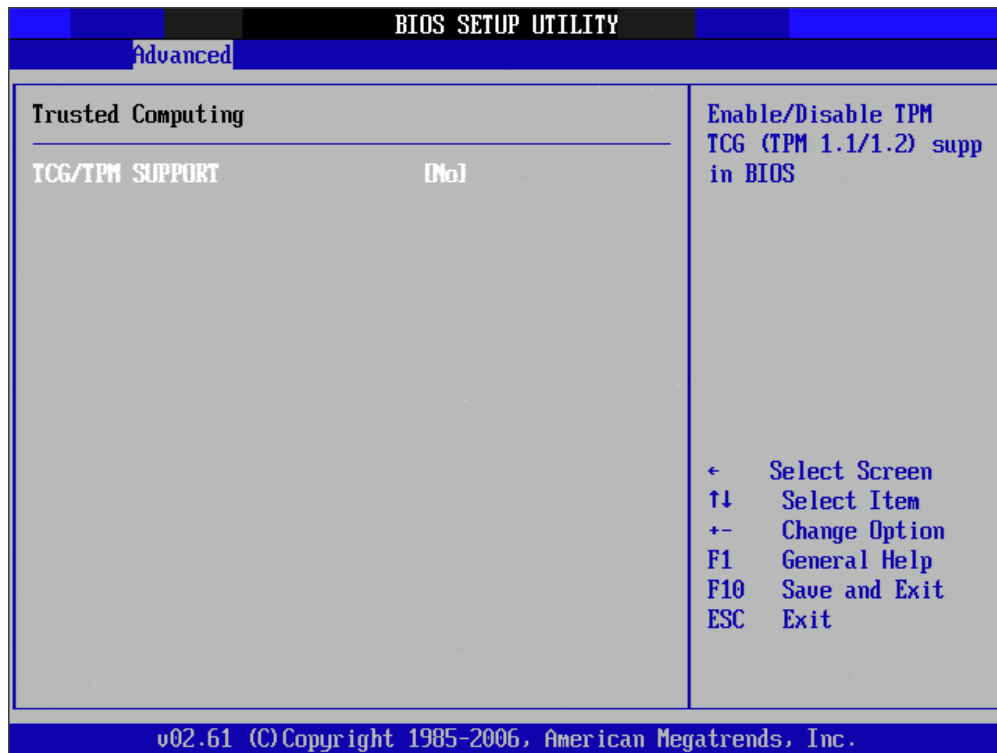 BIOS SETUP UTILITY
Advanced
Trusted Computing
TCG/TPM SUPPORT [No]
Enable/Disable TPM
TCG (TPM 1.1/1.2) supp
in BIOS
← Select Screen
↑↓ Select Item
+- Change Option
F1 General Help
F10 Save and Exit
ESC Exit
v02.61 (C)Copyright 1985-2006, American Megatrends, Inc.